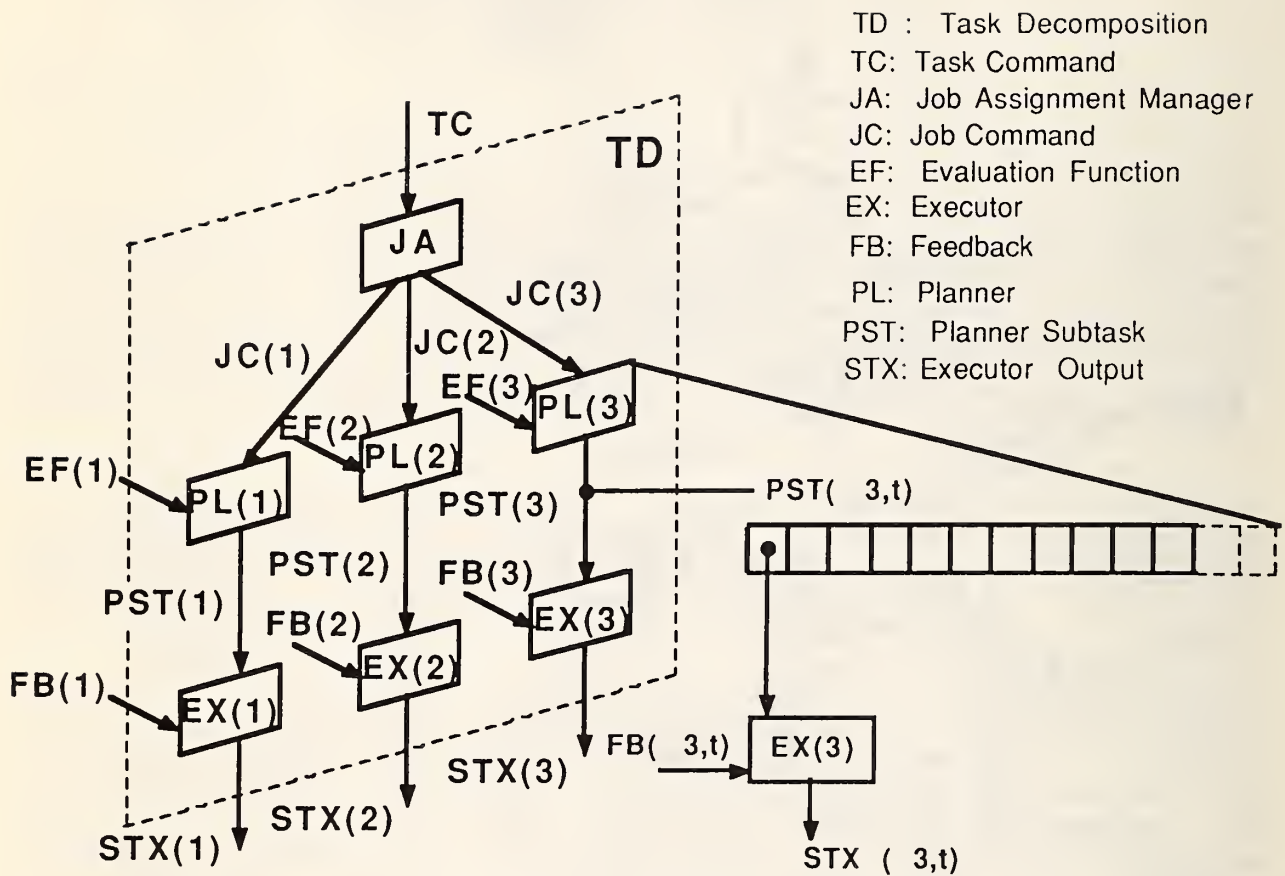 TD : Task Decomposition
TC: Task Command
JA: Job Assignment Manager
JC: Job Command
EF: Evaluation Function
EX: Executor
FB: Feedback
PL: Planner
PST: Planner Subtask
STX: Executor Output
TC
TD
JA
JC(3)
JC(1)
JC(2)
EF(3)
PL(3)
EF(2)
PL(2)
EF(1)
PL(1)
PST(3)
PST( 3,t)
PST(2)
FB(3)
PST(1)
EX(3)
FB(2)
EX(2)
FB(1)
EX(1)
FB( 3,t)
EX(3)
STX(3)
STX(2)
STX(1)
STX ( 3,t)